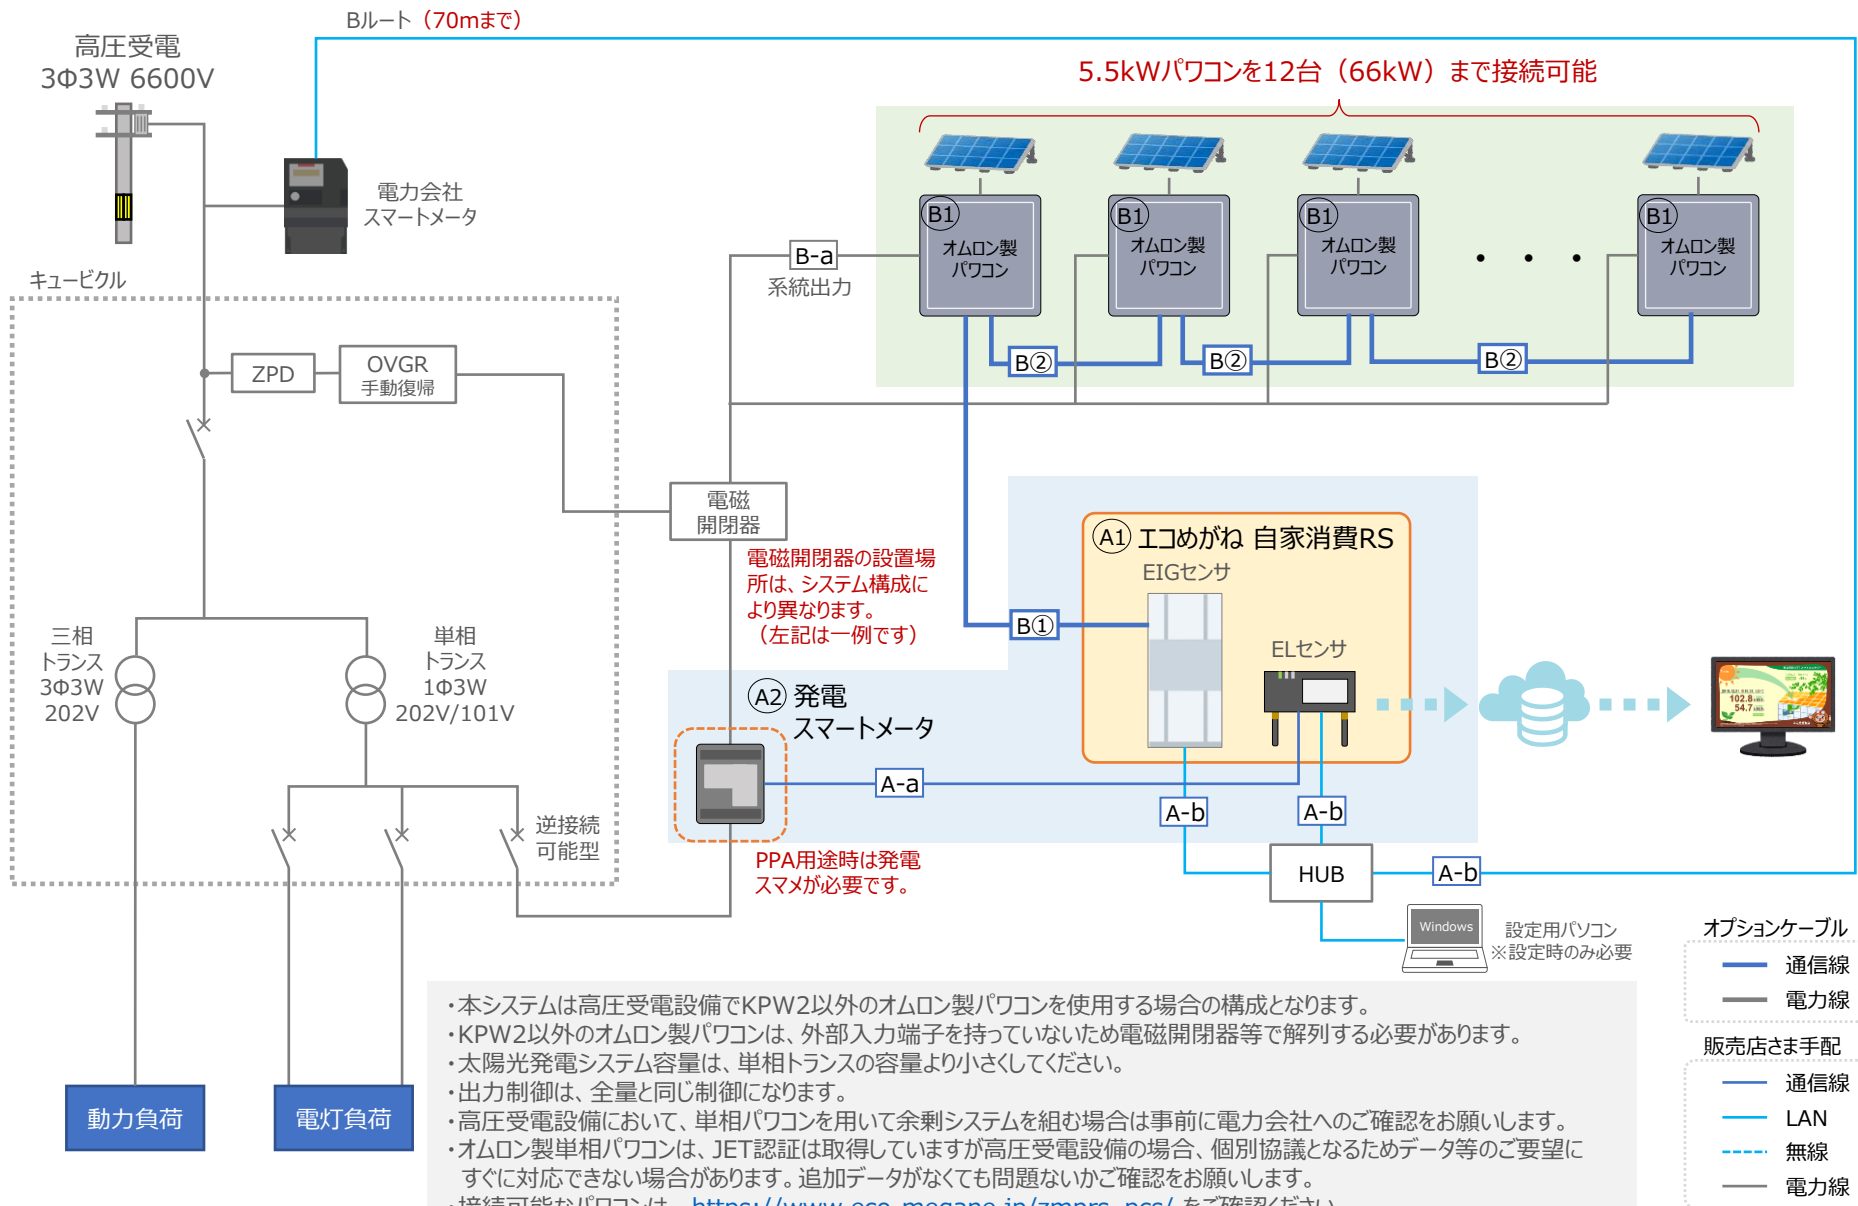 Bルート（70mまで）
高圧受電
3Φ3W 6600V
電力会社
スマートメータ
キュービクル
5.5kWパワコンを12台（66kW）まで接続可能
B1
オムロン製
パワコン
B1
オムロン製
パワコン
B1
オムロン製
パワコン
・・・
B1
オムロン製
パワコン
B-a
系統出力
B②
B②
B②
ZPD
OVGR
手動復帰
電磁
開閉器
電磁開閉器の設置場
所は、システム構成に
より異なります。
（左記は一例です）
A1 エコめがね 自家消費RS
EIGセンサ
B①
ELセンサ
三相
トランス
3Φ3W
202V
単相
トランス
1Φ3W
202V/101V
A2 発電
スマートメータ
102.8
54.7
A-a
A-b
A-b
逆接続
可能型
PPA用途時は発電
スマメが必要です。
HUB
A-b
Windows
設定用パソコン
※設定時のみ必要
オプションケーブル
通信線
電力線
販売店さま手配
通信線
LAN
無線
電力線
動力負荷
電灯負荷
・本システムは高圧受電設備でKPW2以外のオムロン製パワコンを使用する場合の構成となります。
・KPW2以外のオムロン製パワコンは、外部入力端子を持っていないため電磁開閉器等で解列する必要があります。
・太陽光発電システム容量は、単相トランスの容量より小さくしてください。
・出力制御は、全量と同じ制御になります。
・高圧受電設備において、単相パワコンを用いて余剰システムを組む場合は事前に電力会社へのご確認をお願いします。
・オムロン製単相パワコンは、JET認証は取得していますが高圧受電設備の場合、個別協議となるためデータ等のご要望に
すぐに対応できない場合があります。追加データがなくても問題ないかご確認をお願いします。
・接続可能なパワコンは、 https://www.eco-megane.jp/zmprs_pcs/ をご確認ください。